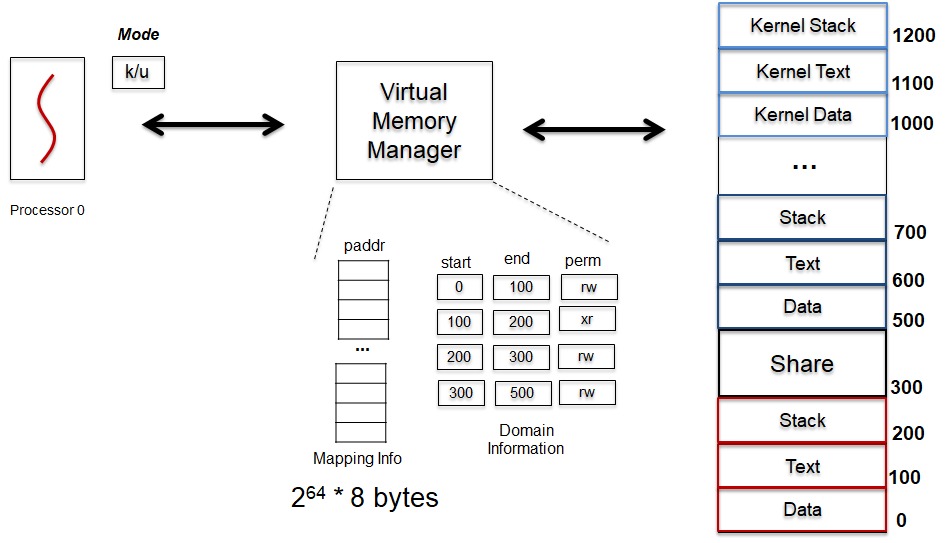 Mode
k/u
Processor 0
Virtual
Memory
Manager
paddr
...
Mapping Info
2⁶⁴ * 8 bytes
start end perm
0 100 rw
100 200 xr
200 300 rw
300 500 rw
Domain
Information
Kernel Stack 1200
Kernel Text 1100
Kernel Data 1000
...
Stack 700
Text 600
Data 500
Share 300
Stack 200
Text 100
Data 0